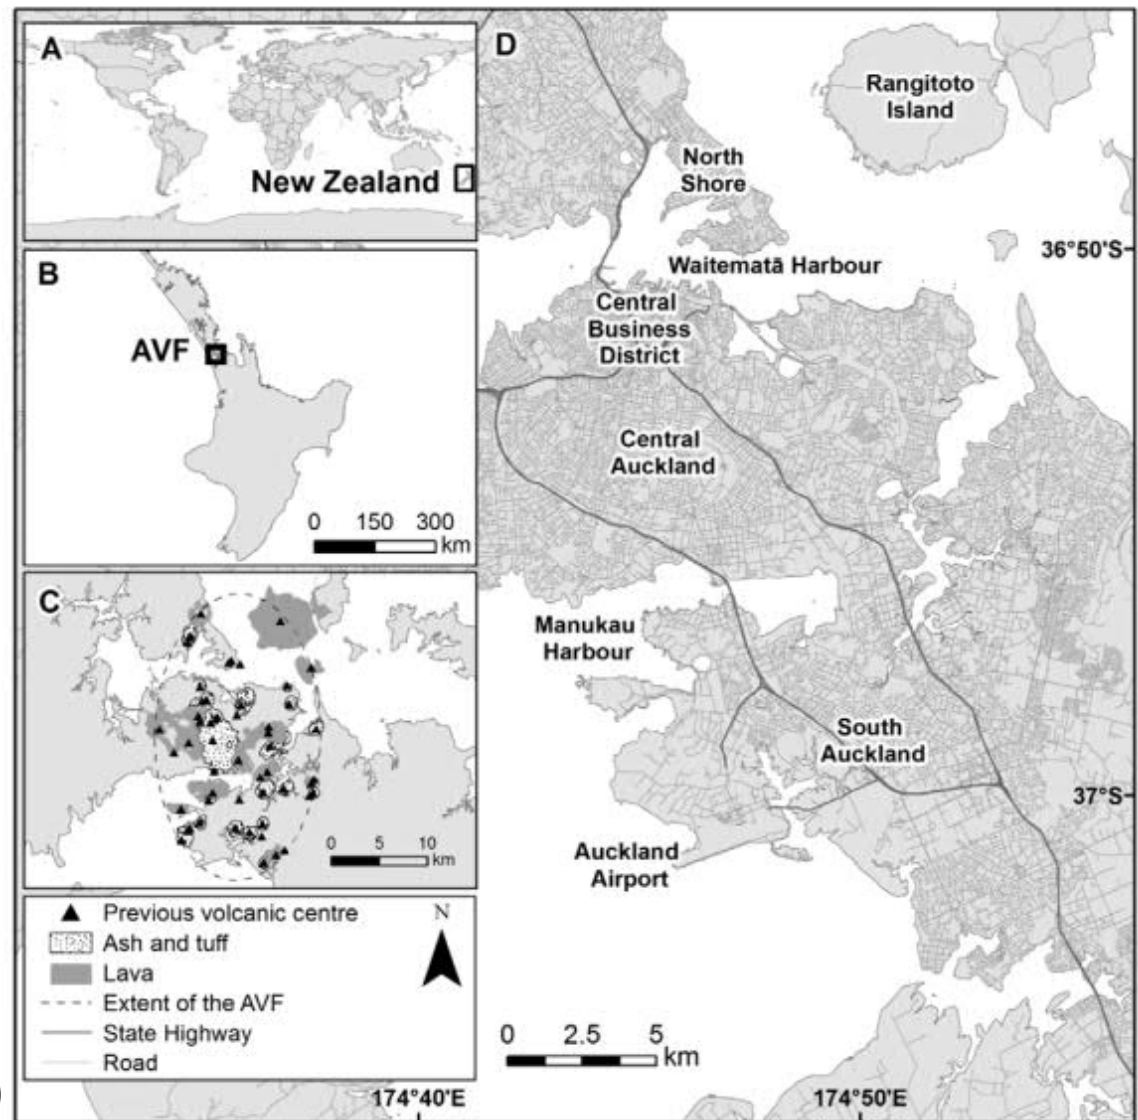 A
New Zealand
B
AVF
0 150 300
km
C
0 5 10
km
Previous volcanic centre
Ash and tuff
Lava
Extent of the AVF
State Highway
Road
N
D
Rangitoto
Island
North
Shore
36°50'S
Waitematā Harbour
Central
Business
District
Central
Auckland
Manukau
Harbour
South
Auckland
37°S
Auckland
Airport
0 2.5 5
km
174°40'E
174°50'E